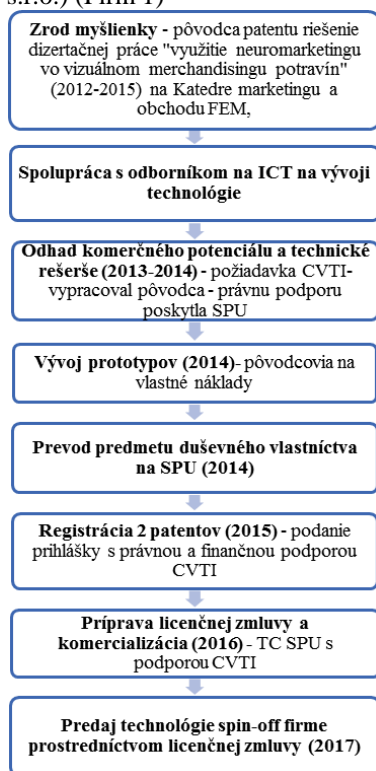 s.r.o.) (Firm 1)
Zrod myšlienky - pôvodca patentu riešenie
dizertačnej práce "využitie neuromarketingu
vo vizuálnom merchandisingu potravín"
(2012-2015) na Katedre marketingu a
obchodu FEM,
Spolupráca s odborníkom na ICT na vývoji
technológie
Odhad komerčného potenciálu a technické
rešerše (2013-2014) - požiadavka CVTI-
vypracoval pôvodca - právnu podporu
poskytla SPU
Vývoj prototypov (2014)- pôvodcovia na
vlastné náklady
Prevod predmetu duševného vlastníctva
na SPU (2014)
Registrácia 2 patentov (2015) - podanie
prihlášky s právnou a finančnou podporou
CVTI
Príprava licenčnej zmluvy a
komercializácia (2016) - TC SPU s
podporou CVTI
Predaj technológie spin-off firme
prostredníctvom licenčnej zmluvy (2017)